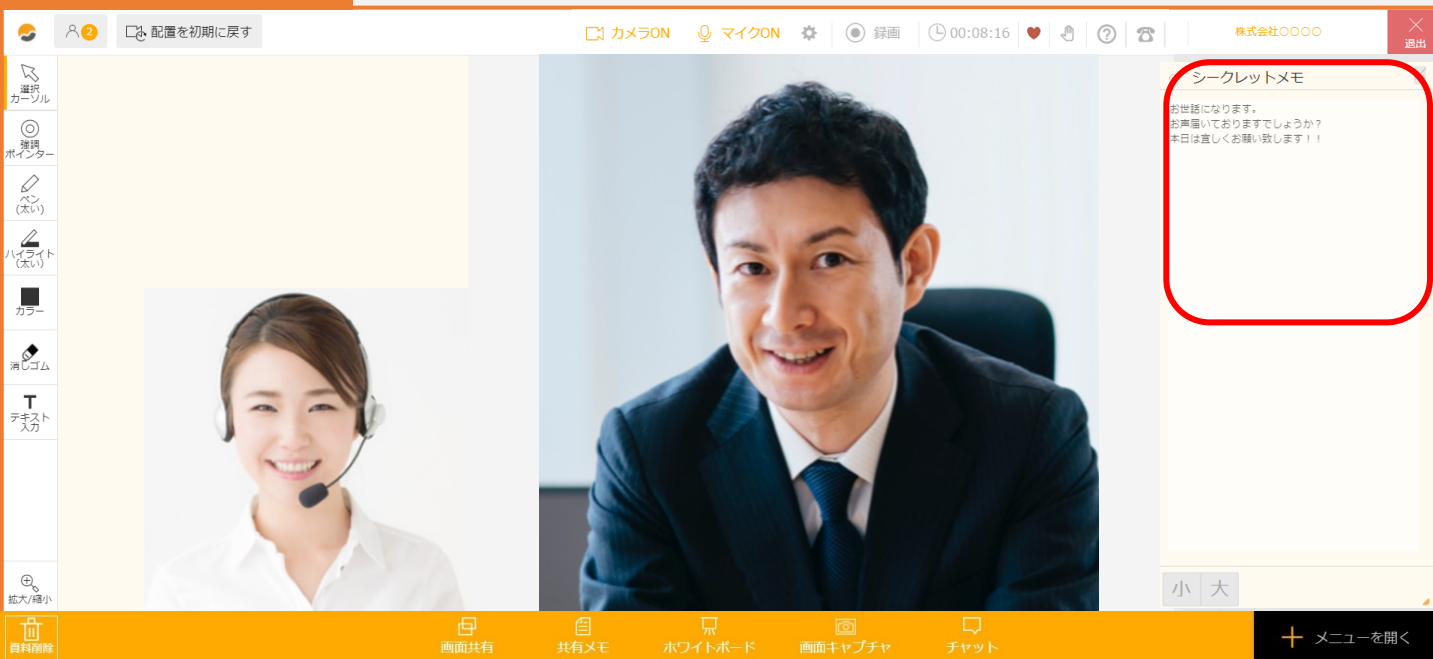 2
配置を初期に戻す
カメラON
マイクON
録画
00:08:16
株式会社〇〇〇〇
退出
選択
カーソル
強調
ポインター
ペン
(太い)
ハイライト
(太い)
カラー
消しゴム
T
テキスト
入力
拡大/縮小
シークレットメモ
お世話になります。
お声届いておりますでしょうか？
本日は宜しくお願い致します！！
小 大
資料削除
画面共有
共有メモ
ホワイトボード
画面キャプチャ
チャット
メニューを開く